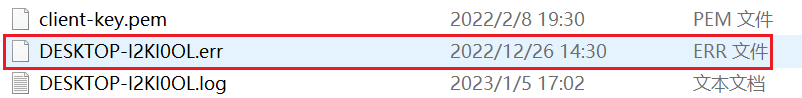 client-key.pem 2022/2/8 19:30 PEM 文件
DESKTOP-I2KI0OL.err 2022/12/26 14:30 ERR 文件
DESKTOP-I2KI0OL.log 2023/1/5 17:02 文本文档